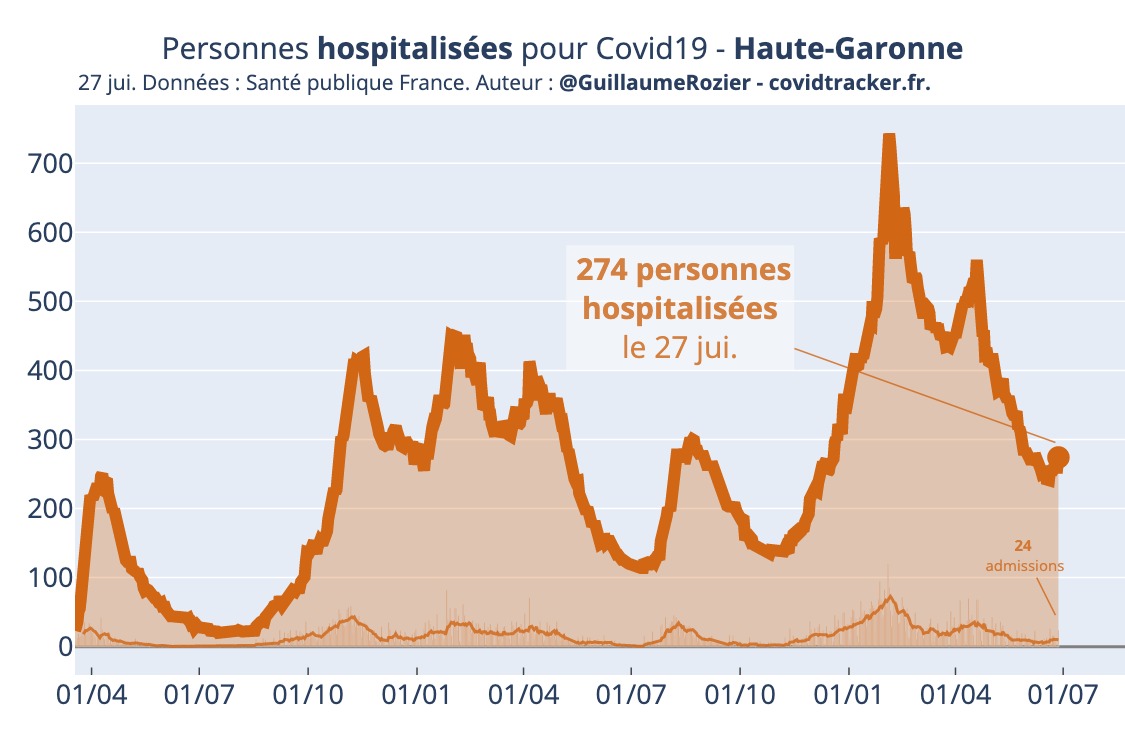 Personnes hospitalisées pour Covid19 - Haute-Garonne
27 jui. Données : Santé publique France. Auteur : @GuillaumeRozier - covidtracker.fr.
700
600
500
400
300
200
100
0
274 personnes
hospitalisées
le 27 jui.
24
admissions
01/04 01/07 01/10 01/01 01/04 01/07 01/10 01/01 01/04 01/07